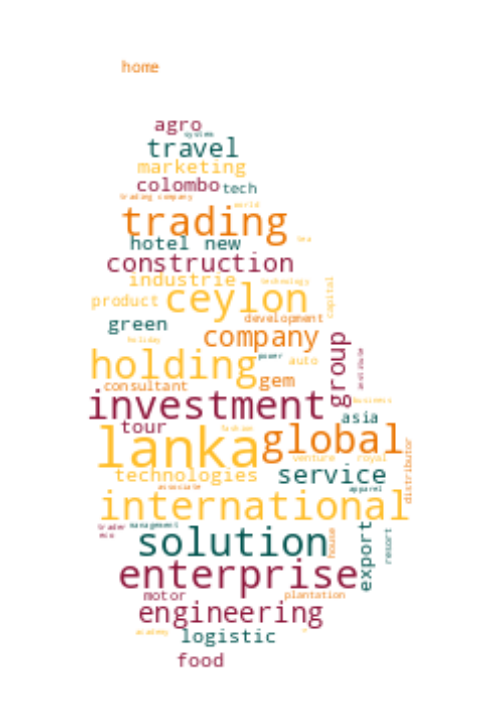 home
agro
system
travel
marketing
colombo tech
trading company
world
trading
hotel new tea
construction
industrie technology
product ceylon capital
development
green
company
holiday
group
power
holding auto institute
consultant gem
investment business
asia
tour fashion
lanka global
venture royal
technologies service distributor
associate apparel
international
trader management
eco
solution house export resort
enterprise
motor plantation
engineering
academy logistic
food